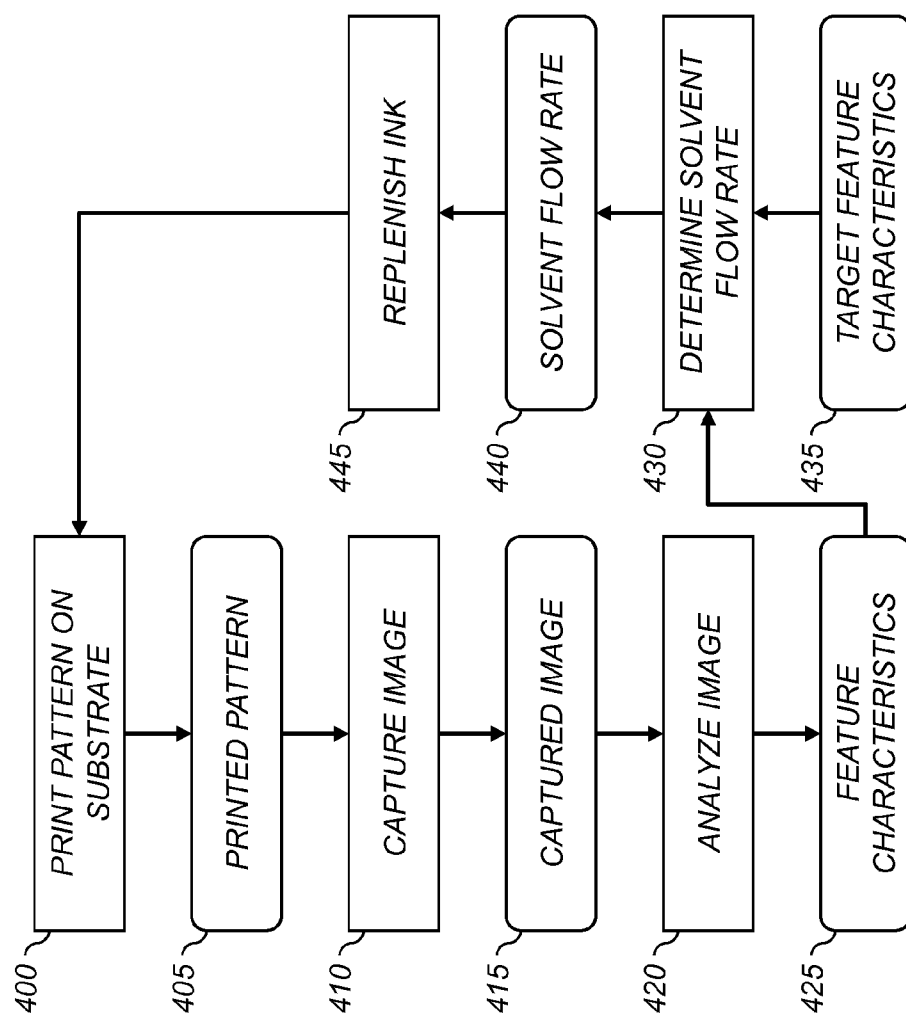 400
PRINT PATTERN ON
SUBSTRATE
405
PRINTED PATTERN
410
CAPTURE IMAGE
415
CAPTURED IMAGE
420
ANALYZE IMAGE
425
FEATURE
CHARACTERISTICS
445
REPLENISH INK
440
SOLVENT FLOW RATE
430
DETERMINE SOLVENT
FLOW RATE
435
TARGET FEATURE
CHARACTERISTICS